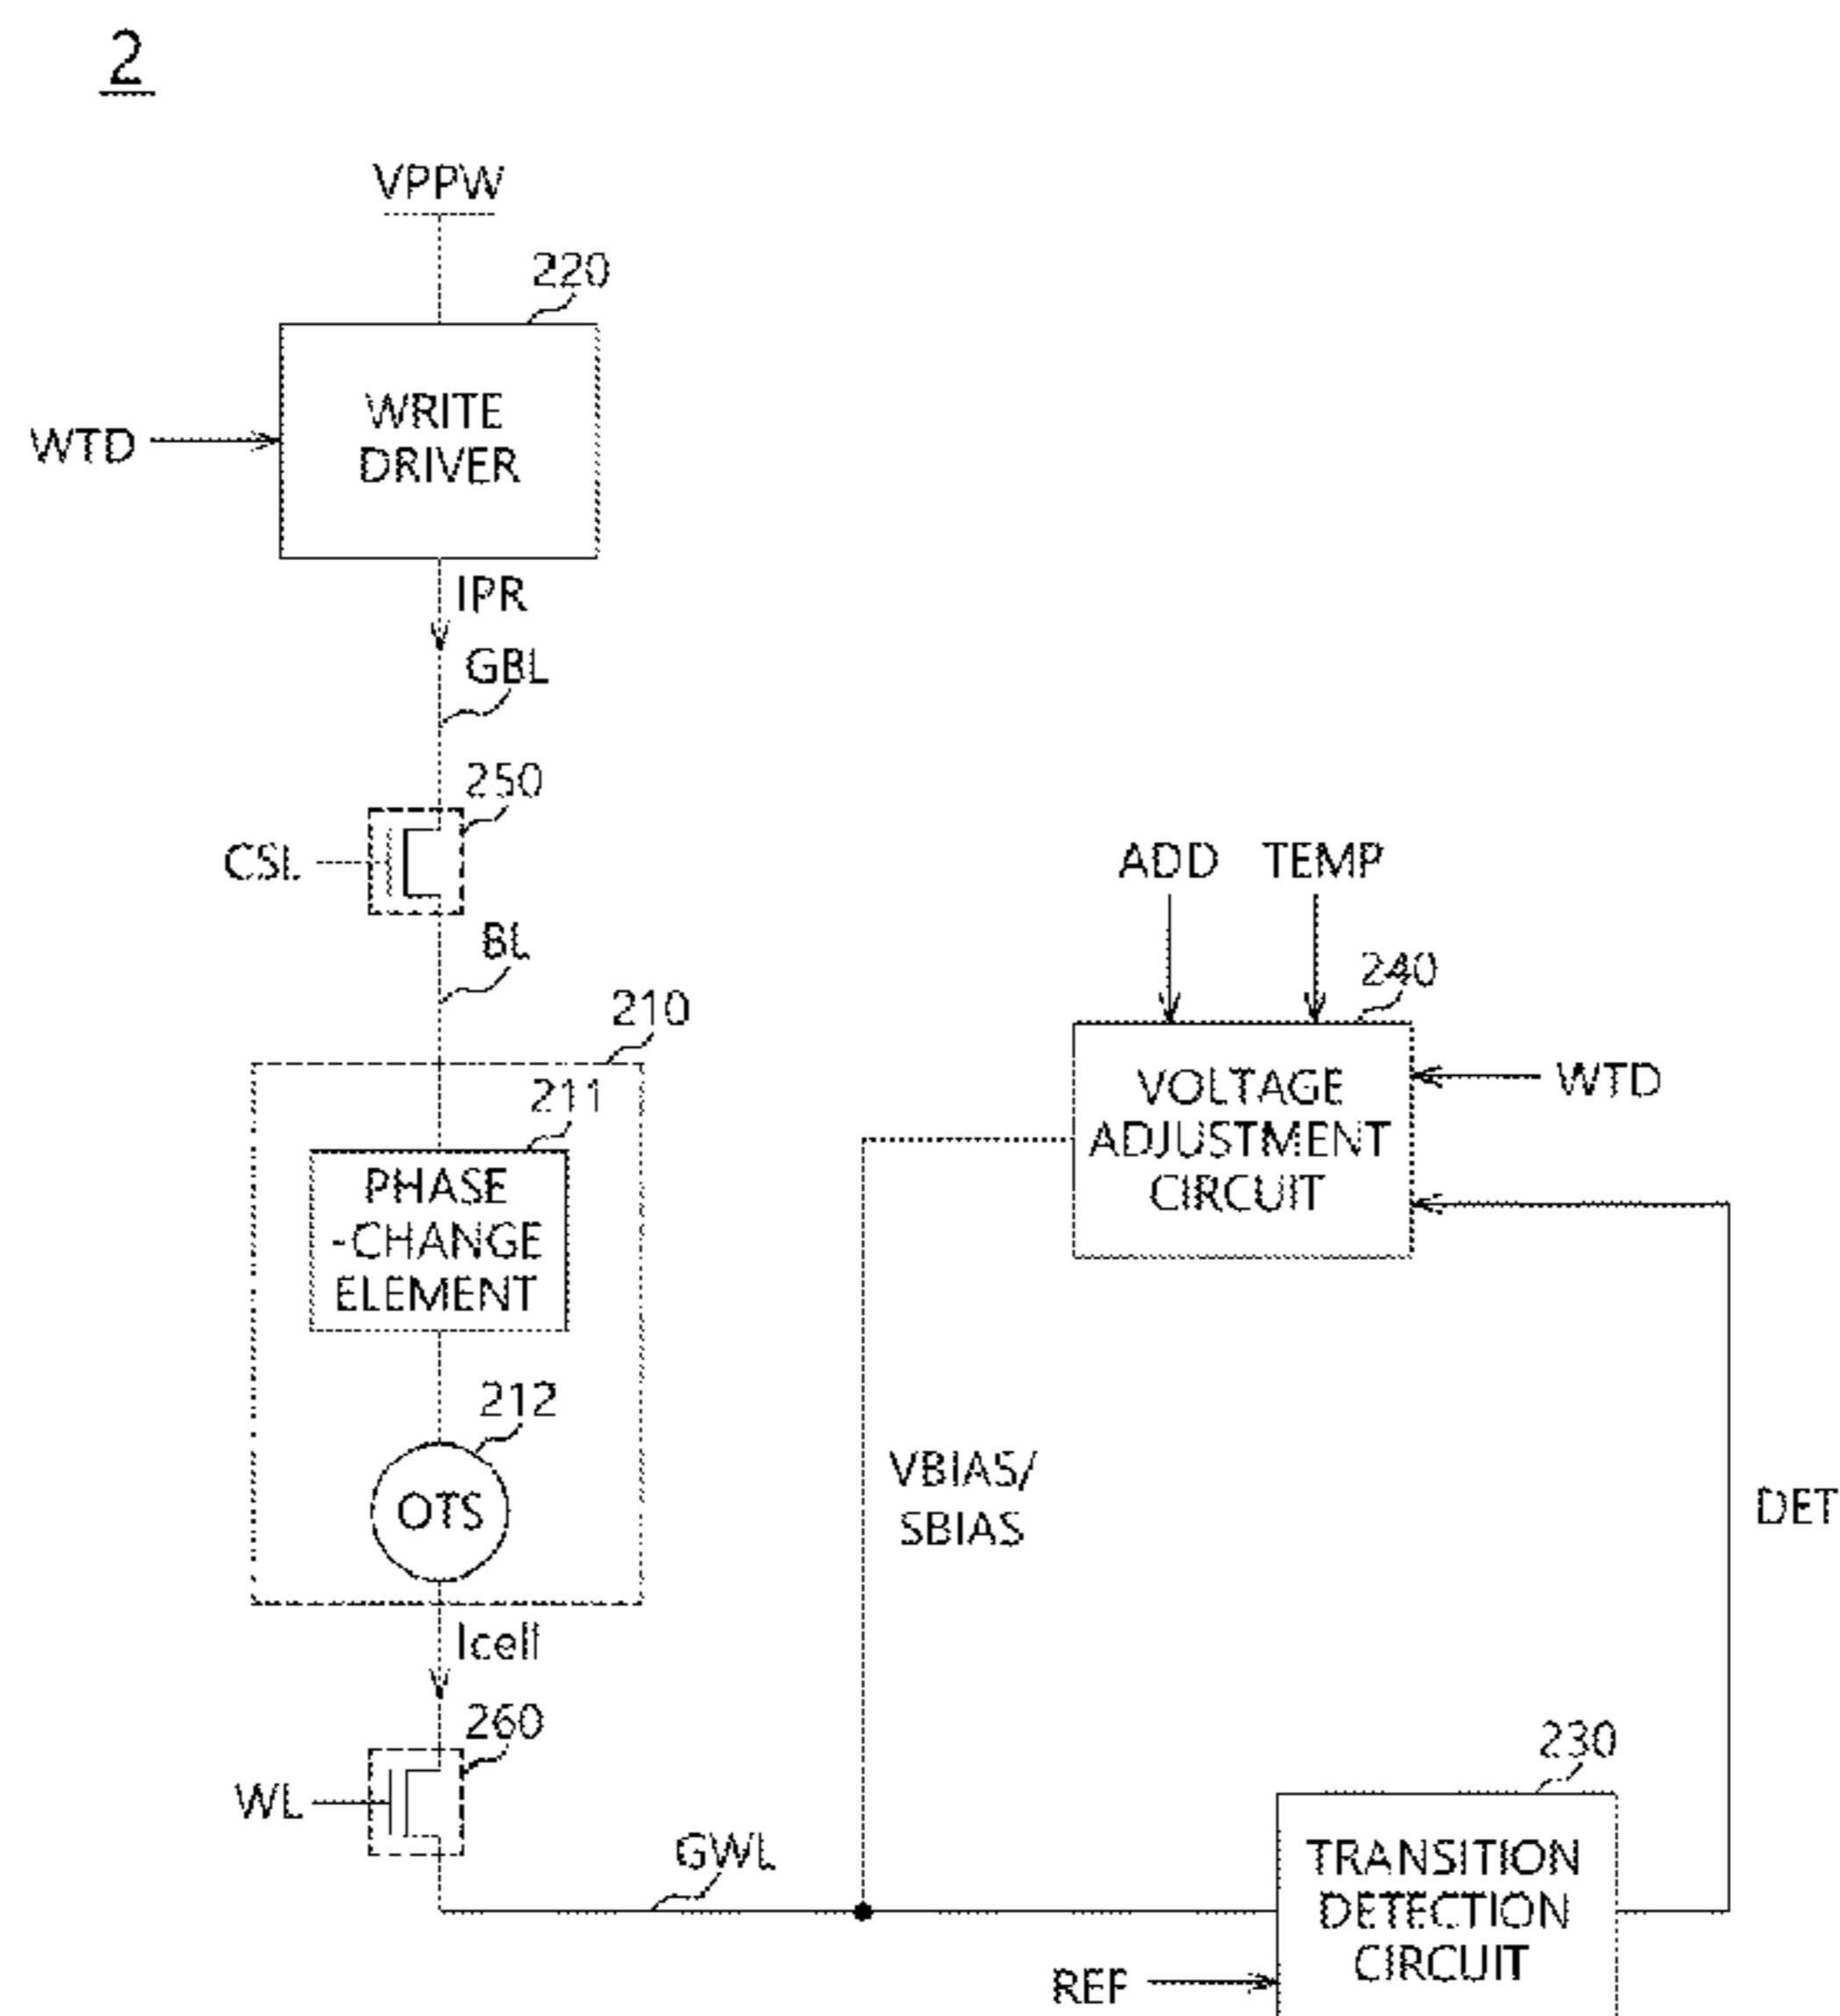 2
VPPW
220
WRITE
DRIVER
WTD
IPR
GBL
250
CSL
BL
210
211
PHASE
-CHANGE
ELEMENT
212
OTS
Icell
260
WL
GWL
ADD
TEMP
240
VOLTAGE
ADJUSTMENT
CIRCUIT
WTD
VBIAS/
SBIAS
DET
230
TRANSITION
DETECTION
CIRCUIT
REF